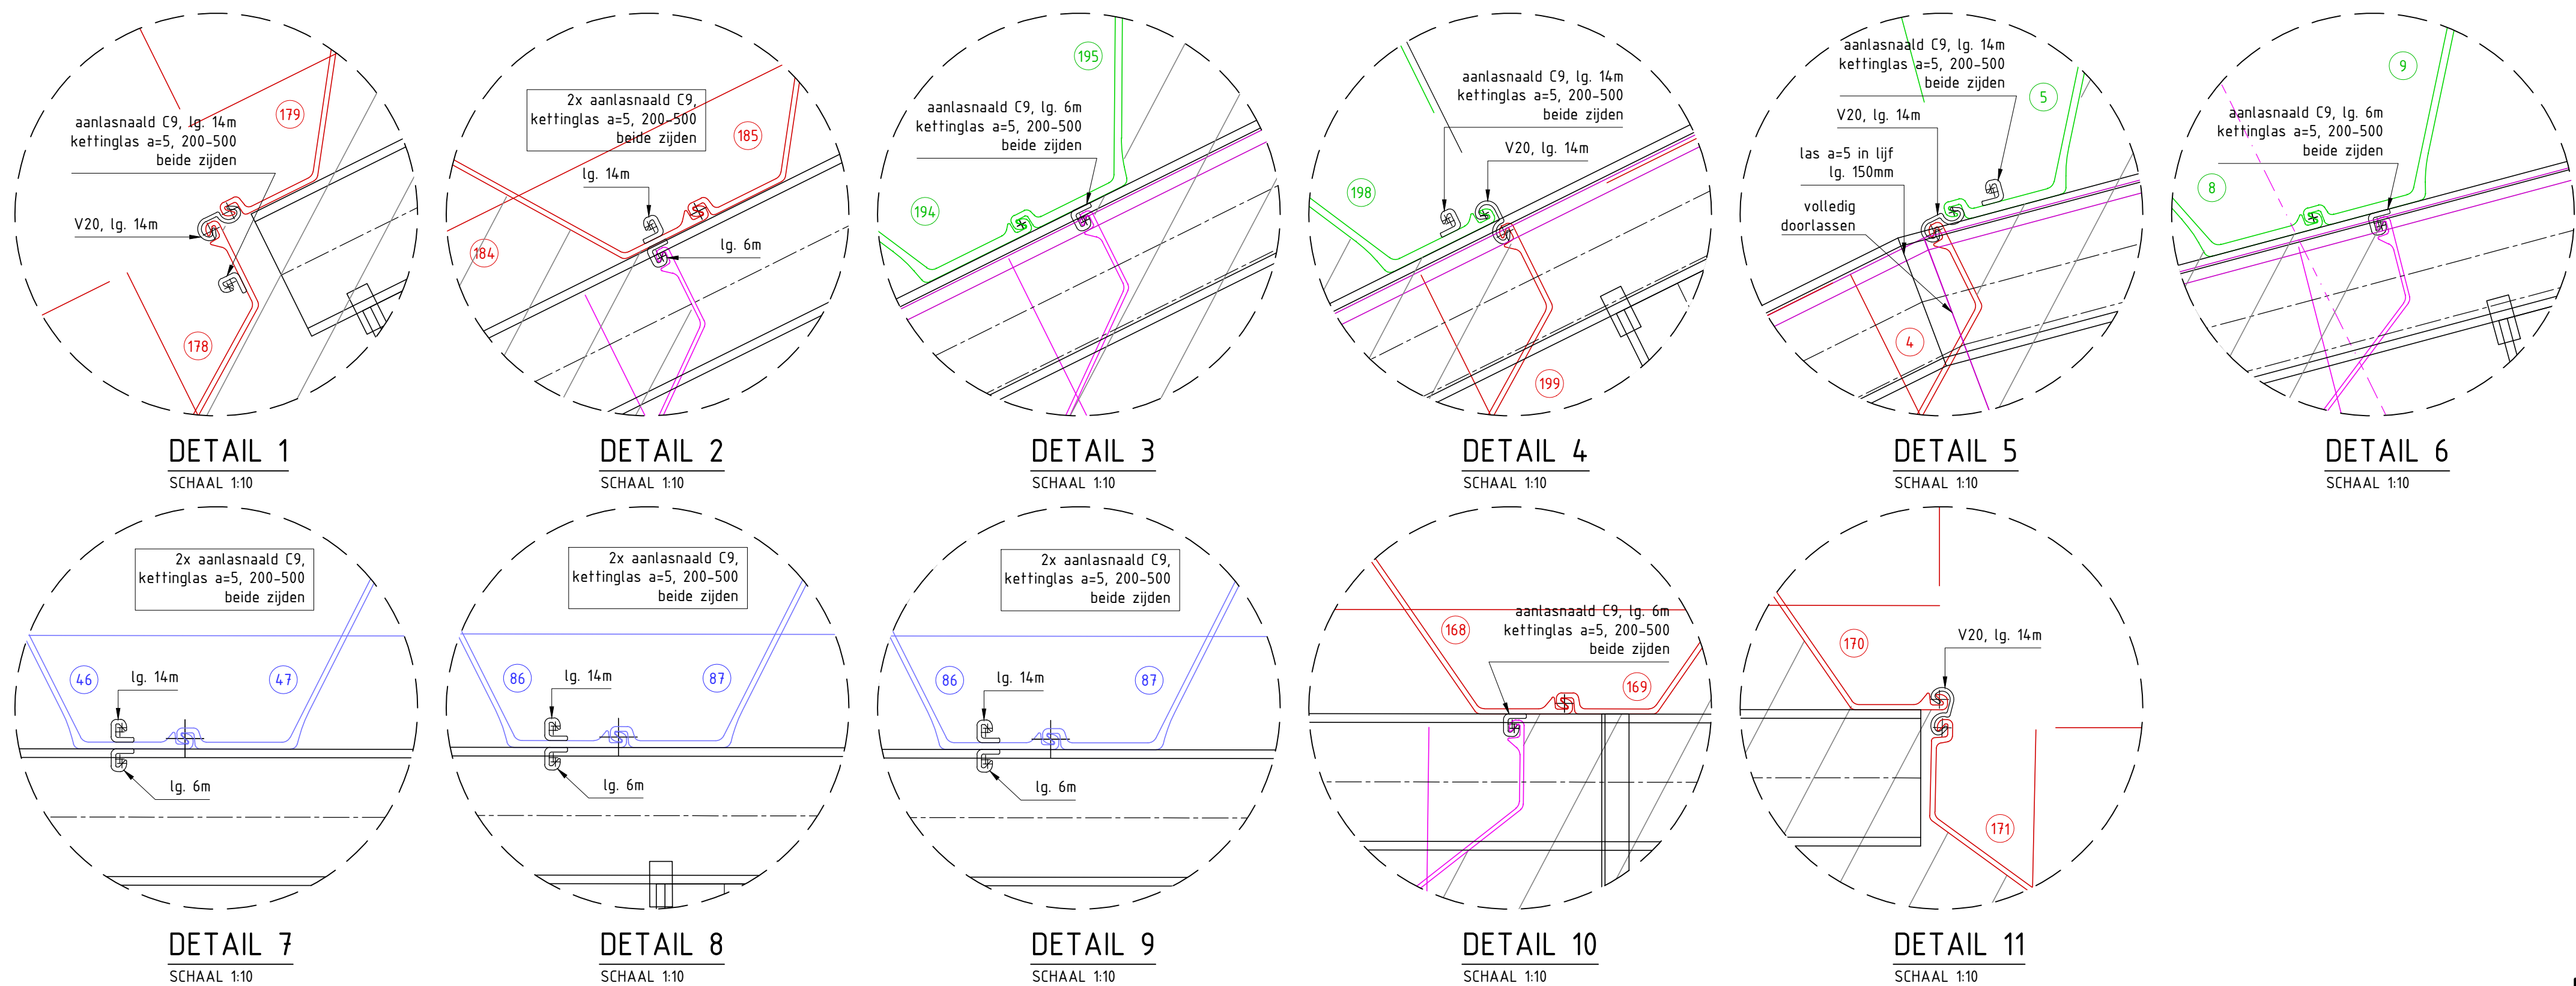 179
aanlasnaald C9, lg. 14m
kettinglas a=5, 200-500
beide zijden
V20, lg. 14m
178
DETAIL 1
SCHAAL 1:10
2x aanlasnaald C9,
kettinglas a=5, 200-500
beide zijden
185
lg. 14m
184
lg. 6m
DETAIL 2
SCHAAL 1:10
195
aanlasnaald C9, lg. 6m
kettinglas a=5, 200-500
beide zijden
194
DETAIL 3
SCHAAL 1:10
aanlasnaald C9, lg. 14m
kettinglas a=5, 200-500
beide zijden
V20, lg. 14m
198
199
DETAIL 4
SCHAAL 1:10
aanlasnaald C9, lg. 14m
kettinglas a=5, 200-500
beide zijden
5
V20, lg. 14m
las a=5 in lijf
lg. 150mm
volledig
doorlassen
4
DETAIL 5
SCHAAL 1:10
9
aanlasnaald C9, lg. 6m
kettinglas a=5, 200-500
beide zijden
8
DETAIL 6
SCHAAL 1:10
2x aanlasnaald C9,
kettinglas a=5, 200-500
beide zijden
46
lg. 14m
47
lg. 6m
DETAIL 7
SCHAAL 1:10
2x aanlasnaald C9,
kettinglas a=5, 200-500
beide zijden
86
lg. 14m
87
lg. 6m
DETAIL 8
SCHAAL 1:10
2x aanlasnaald C9,
kettinglas a=5, 200-500
beide zijden
86
lg. 14m
87
lg. 6m
DETAIL 9
SCHAAL 1:10
aanlasnaald C9, lg. 6m
kettinglas a=5, 200-500
beide zijden
168
169
DETAIL 10
SCHAAL 1:10
170
V20, lg. 14m
171
DETAIL 11
SCHAAL 1:10